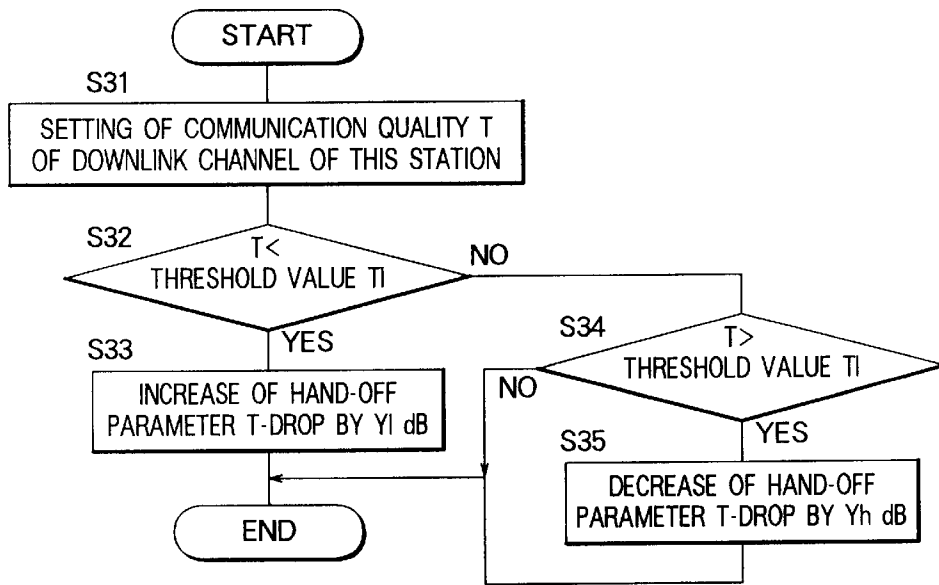 START
S31
SETTING OF COMMUNICATION QUALITY T
OF DOWNLINK CHANNEL OF THIS STATION
S32
T<
THRESHOLD VALUE Tl
NO
YES
S33
INCREASE OF HAND-OFF
PARAMETER T-DROP BY Yl dB
S34
T>
THRESHOLD VALUE Tl
NO
YES
S35
DECREASE OF HAND-OFF
PARAMETER T-DROP BY Yh dB
END